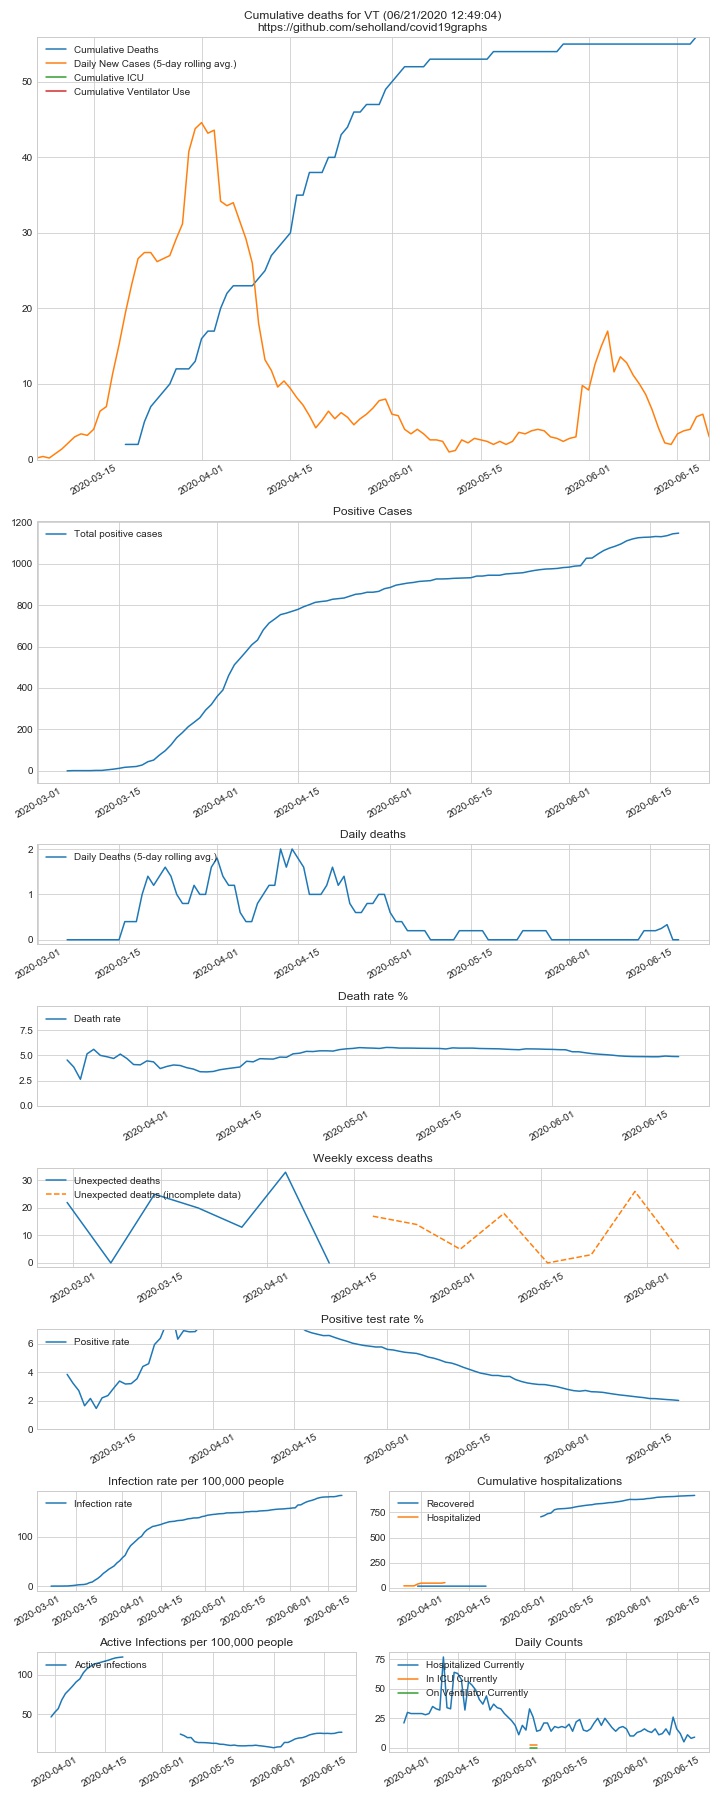 Cumulative deaths for VT (06/21/2020 12:49:04)
https://github.com/seholland/covid19graphs
Cumulative Deaths
Daily New Cases (5-day rolling avg.)
Cumulative ICU
Cumulative Ventilator Use
50
40
30
20
10
0
2020-03-15 2020-04-01 2020-04-15 2020-05-01 2020-05-15 2020-06-01 2020-06-15
Positive Cases
Total positive cases
1200
1000
800
600
400
200
0
2020-03-01 2020-03-15 2020-04-01 2020-04-15 2020-05-01 2020-05-15 2020-06-01 2020-06-15
Daily deaths
Daily Deaths (5-day rolling avg.)
2
1
0
2020-03-01 2020-03-15 2020-04-01 2020-04-15 2020-05-01 2020-05-15 2020-06-01 2020-06-15
Death rate %
Death rate
7.5
5.0
2.5
0.0
2020-04-01 2020-04-15 2020-05-01 2020-05-15 2020-06-01 2020-06-15
Weekly excess deaths
Unexpected deaths
Unexpected deaths (incomplete data)
30
20
10
0
2020-03-01 2020-03-15 2020-04-01 2020-04-15 2020-05-01 2020-05-15 2020-06-01
Positive test rate %
Positive rate
6
4
2
0
2020-03-15 2020-04-01 2020-04-15 2020-05-01 2020-05-15 2020-06-01 2020-06-15
Infection rate per 100,000 people
Infection rate
100
0
2020-03-01 2020-03-15 2020-04-01 2020-04-15 2020-05-01 2020-05-15 2020-06-01 2020-06-15
Cumulative hospitalizations
Recovered
Hospitalized
750
500
250
0
2020-04-01 2020-04-15 2020-05-01 2020-05-15 2020-06-01 2020-06-15
Active Infections per 100,000 people
Active infections
100
50
2020-04-01 2020-04-15 2020-05-01 2020-05-15 2020-06-01 2020-06-15
Daily Counts
Hospitalized Currently
In ICU Currently
On Ventilator Currently
75
50
25
0
2020-04-01 2020-04-15 2020-05-01 2020-05-15 2020-06-01 2020-06-15